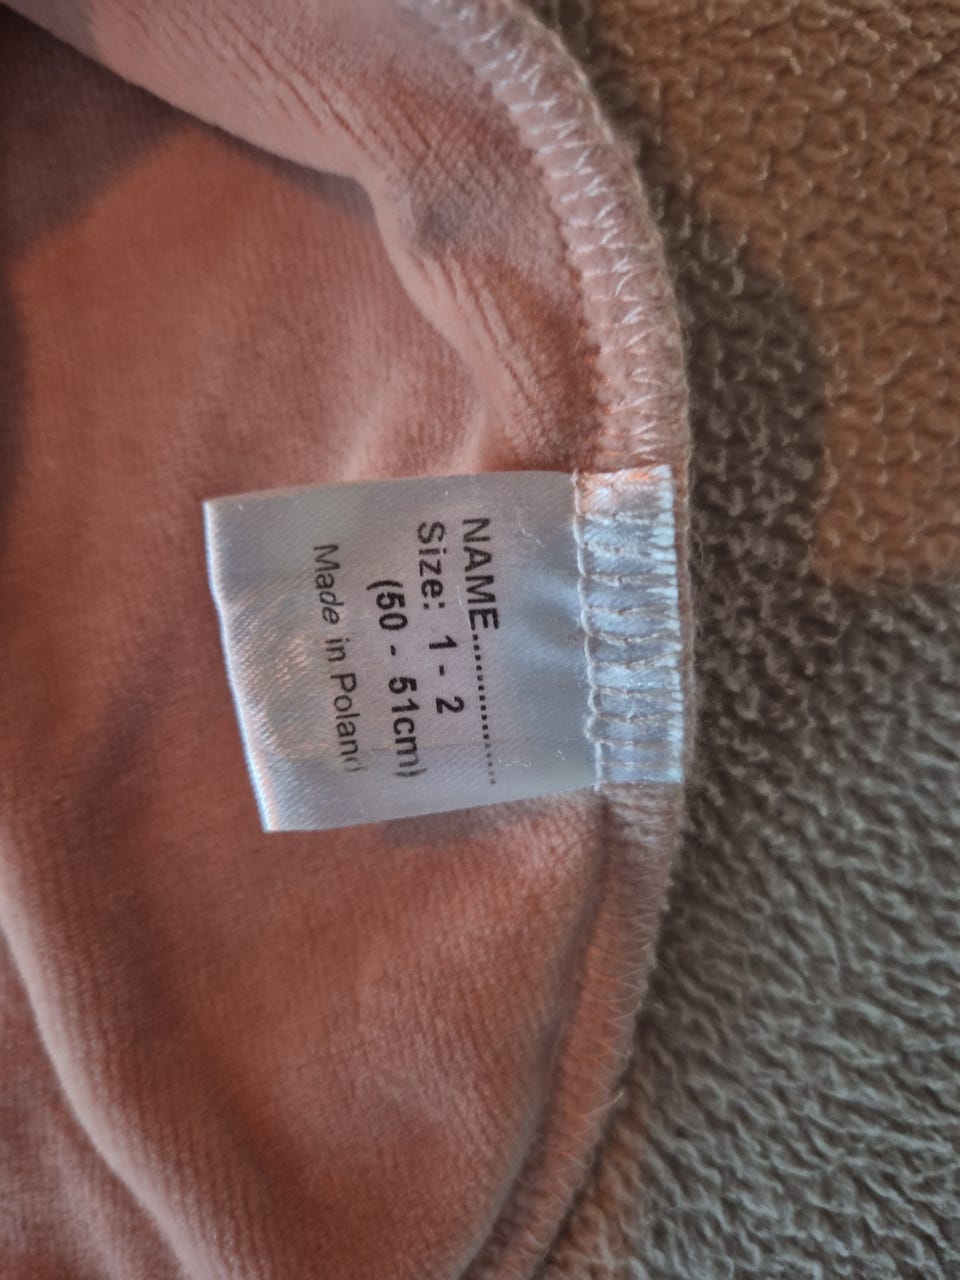 NAME....................
Size: 1 - 2
(50 - 51cm)
Made in Poland